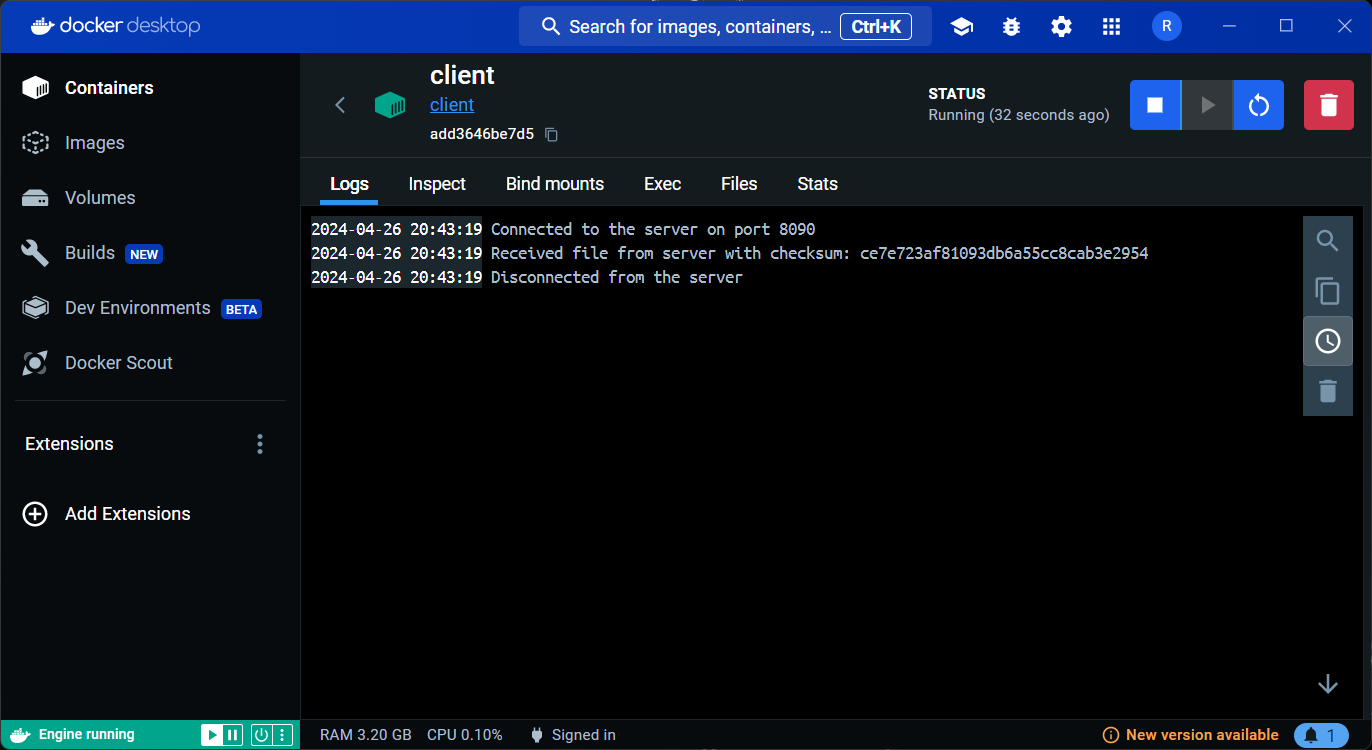 docker desktop
Search for images, containers, ... Ctrl+K
R
Containers
Images
Volumes
Builds NEW
Dev Environments BETA
Docker Scout
Extensions
Add Extensions
client
client
add3646be7d5
STATUS
Running (32 seconds ago)
Logs Inspect Bind mounts Exec Files Stats
2024-04-26 20:43:19 Connected to the server on port 8090
2024-04-26 20:43:19 Received file from server with checksum: ce7e723af81093db6a55cc8cab3e2954
2024-04-26 20:43:19 Disconnected from the server
Engine running
RAM 3.20 GB CPU 0.10% Signed in
New version available
1